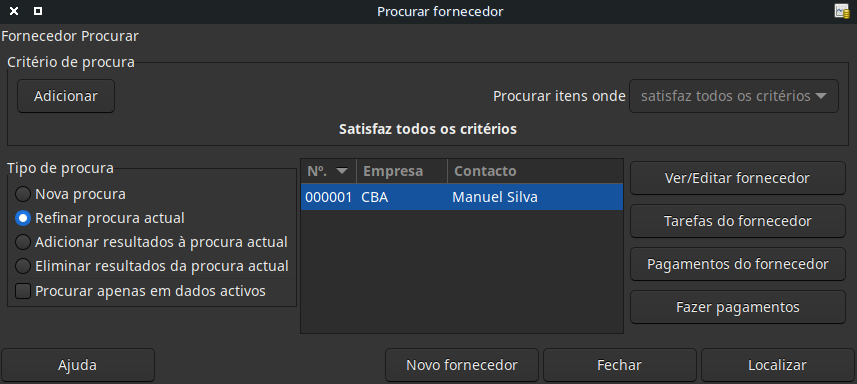 Procurar fornecedor
Fornecedor Procurar
Critério de procura
Adicionar
Procurar itens onde satisfaz todos os critérios
Satisfaz todos os critérios
Tipo de procura
Nova procura
Refinar procura actual
Adicionar resultados à procura actual
Eliminar resultados da procura actual
Procurar apenas em dados activos
Nº. Empresa Contacto
000001 CBA Manuel Silva
Ver/Editar fornecedor
Tarefas do fornecedor
Pagamentos do fornecedor
Fazer pagamentos
Ajuda
Novo fornecedor
Fechar
Localizar